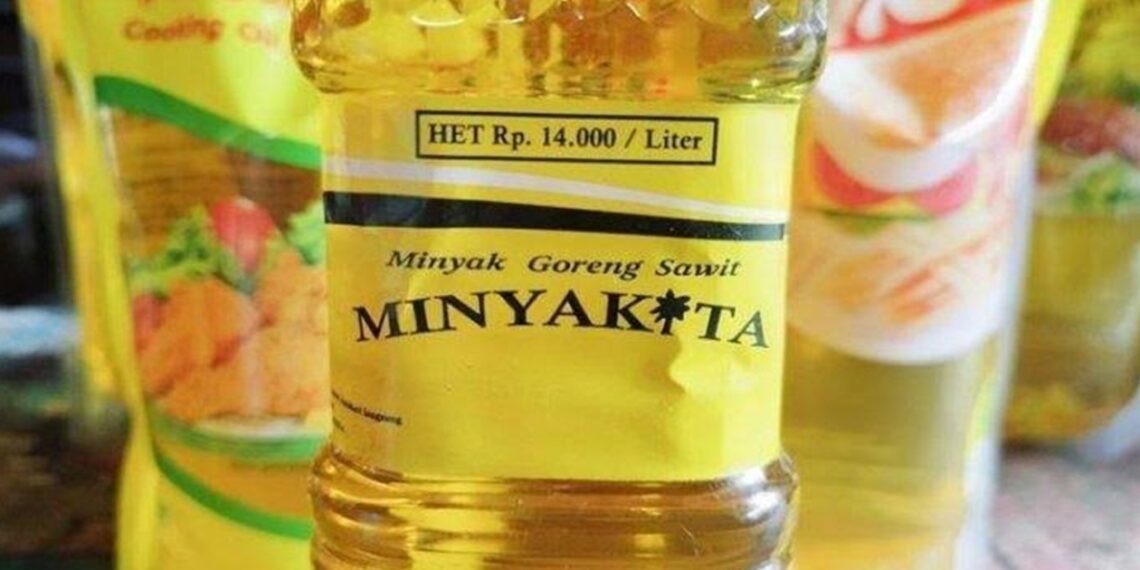 Cooking Oil
HET Rp. 14.000 / Liter
Minyak Goreng Sawit
MINYAKITA